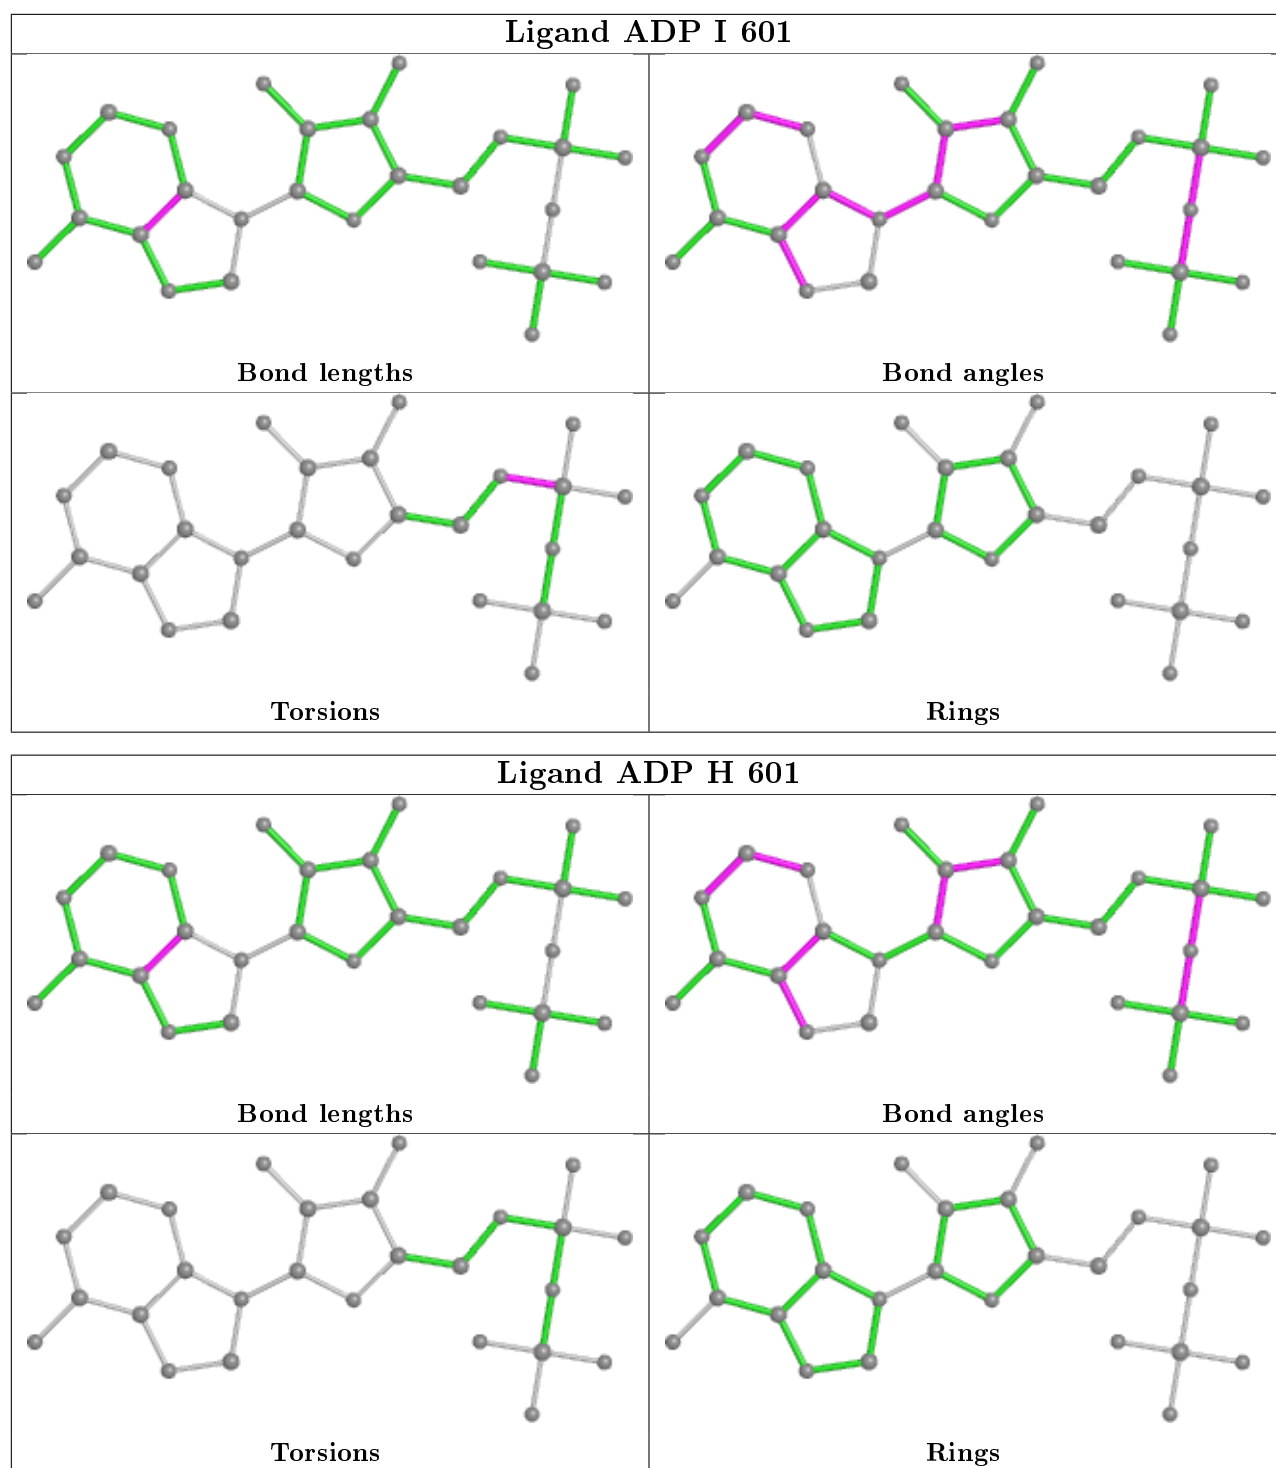 Ligand ADP I 601
Bond lengths
Bond angles
Torsions
Rings
Ligand ADP H 601
Bond lengths
Bond angles
Torsions
Rings